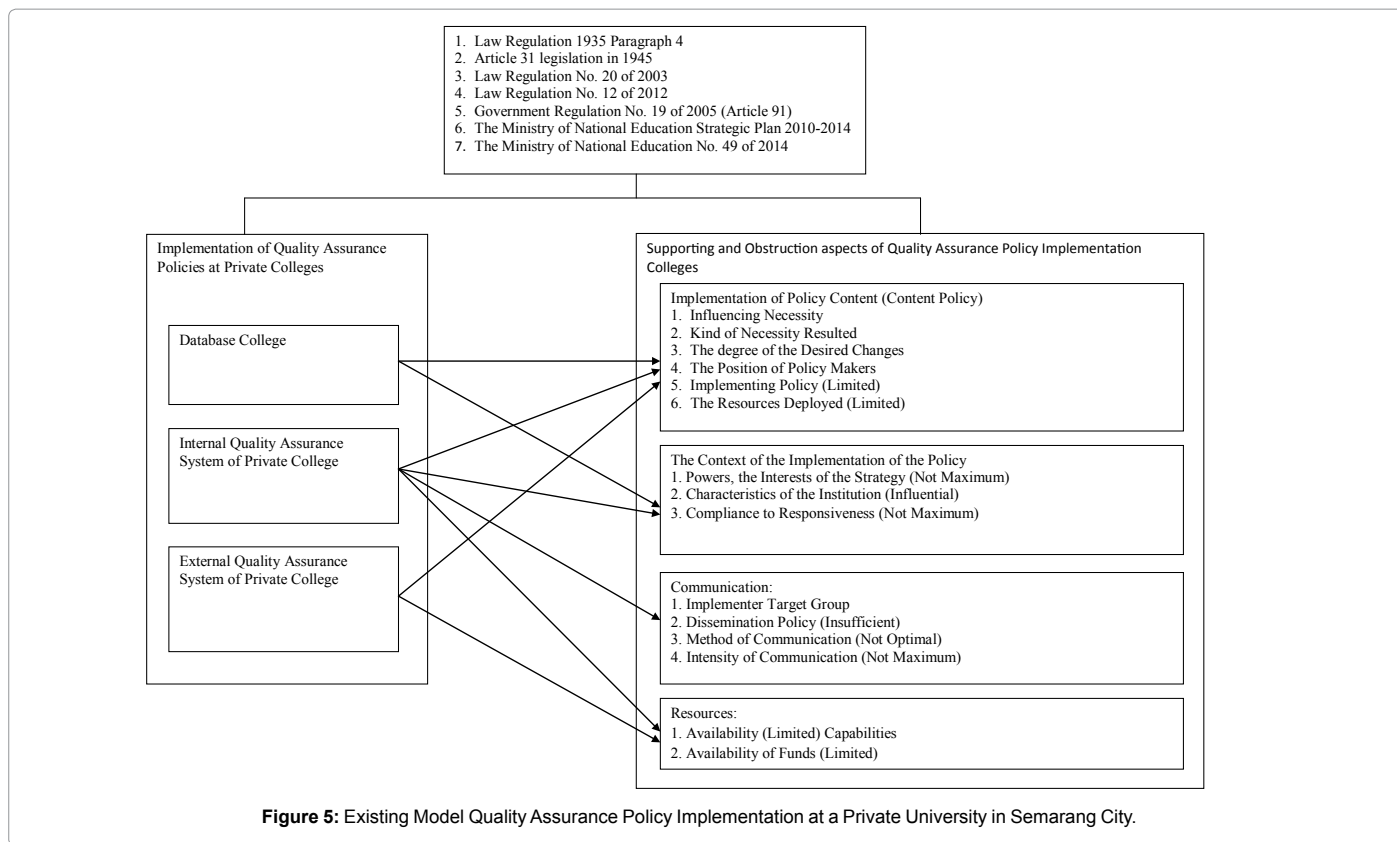 1. Law Regulation 1935 Paragraph 4
2. Article 31 legislation in 1945
3. Law Regulation No. 20 of 2003
4. Law Regulation No. 12 of 2012
5. Government Regulation No. 19 of 2005 (Article 91)
6. The Ministry of National Education Strategic Plan 2010-2014
7. The Ministry of National Education No. 49 of 2014
Implementation of Quality Assurance
Policies at Private Colleges
Database College
Internal Quality Assurance
System of Private College
External Quality Assurance
System of Private College
Supporting and Obstruction aspects of Quality Assurance Policy Implementation
Colleges
Implementation of Policy Content (Content Policy)
1. Influencing Necessity
2. Kind of Necessity Resulted
3. The degree of the Desired Changes
4. The Position of Policy Makers
5. Implementing Policy (Limited)
6. The Resources Deployed (Limited)
The Context of the Implementation of the Policy
1. Powers, the Interests of the Strategy (Not Maximum)
2. Characteristics of the Institution (Influential)
3. Compliance to Responsiveness (Not Maximum)
Communication:
1. Implementer Target Group
2. Dissemination Policy (Insufficient)
3. Method of Communication (Not Optimal)
4. Intensity of Communication (Not Maximum)
Resources:
1. Availability (Limited) Capabilities
2. Availability of Funds (Limited)
Figure 5: Existing Model Quality Assurance Policy Implementation at a Private University in Semarang City.